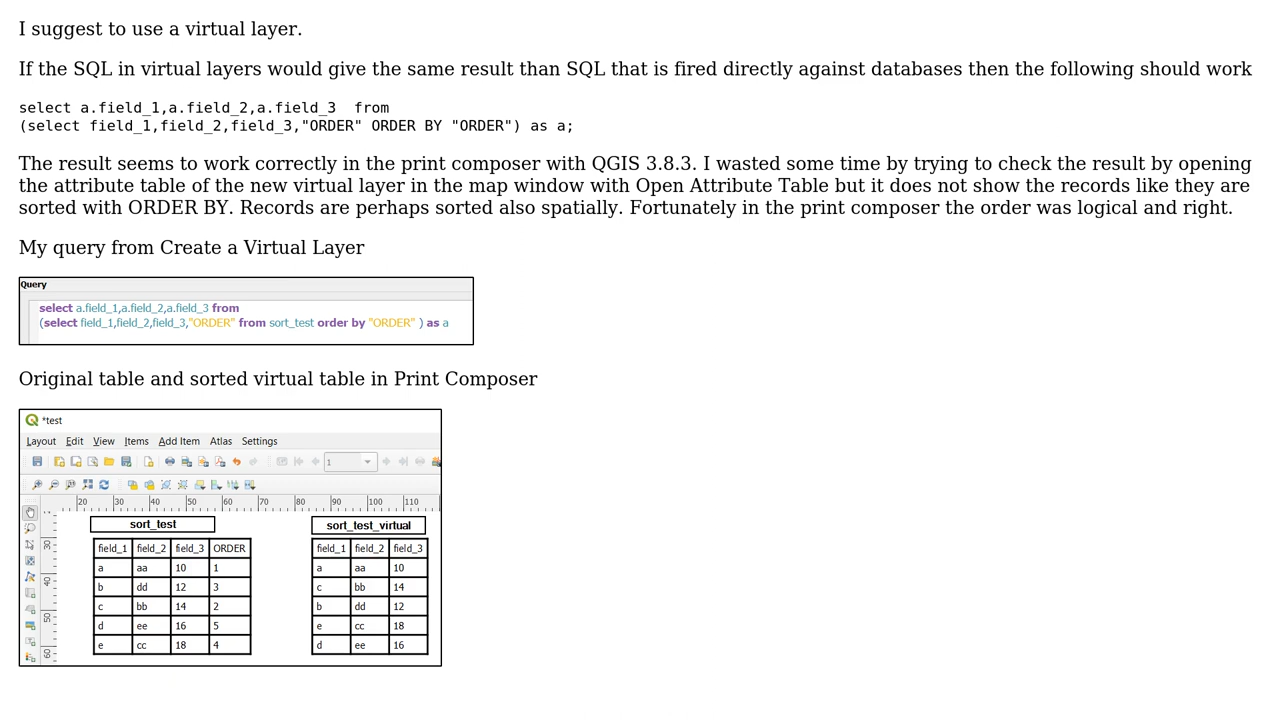 I suggest to use a virtual layer.
If the SQL in virtual layers would give the same result than SQL that is fired directly against databases then the following should work
select a.field_1,a.field_2,a.field_3  from
(select field_1,field_2,field_3,"ORDER" ORDER BY "ORDER") as a;
The result seems to work correctly in the print composer with QGIS 3.8.3. I wasted some time by trying to check the result by opening
the attribute table of the new virtual layer in the map window with Open Attribute Table but it does not show the records like they are
sorted with ORDER BY. Records are perhaps sorted also spatially. Fortunately in the print composer the order was logical and right.
My query from Create a Virtual Layer
Query
select a.field_1,a.field_2,a.field_3 from
(select field_1,field_2,field_3,"ORDER" from sort_test order by "ORDER" ) as a
Original table and sorted virtual table in Print Composer
*test
Layout Edit View Items Add Item Atlas Settings
1
20 30 40 50 60 70 80 90 100 110
sort_test sort_test_virtual
30
field_1 field_2 field_3 ORDER field_1 field_2 field_3
a aa 10 1 a aa 10
40
b dd 12 3 c bb 14
c bb 14 2 b dd 12
50
d ee 16 5 e cc 18
e cc 18 4 d ee 16
60